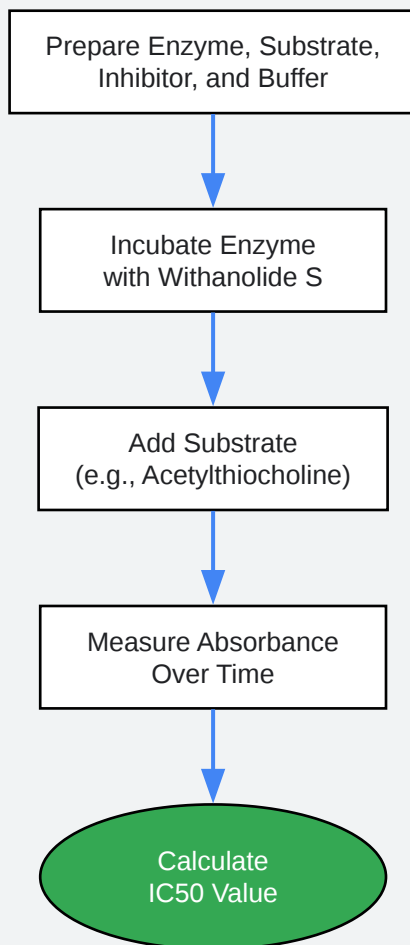 Prepare Enzyme, Substrate,
Inhibitor, and Buffer
Incubate Enzyme
with Withanolide S
Add Substrate
(e.g., Acetylthiocholine)
Measure Absorbance
Over Time
Calculate
IC50 Value